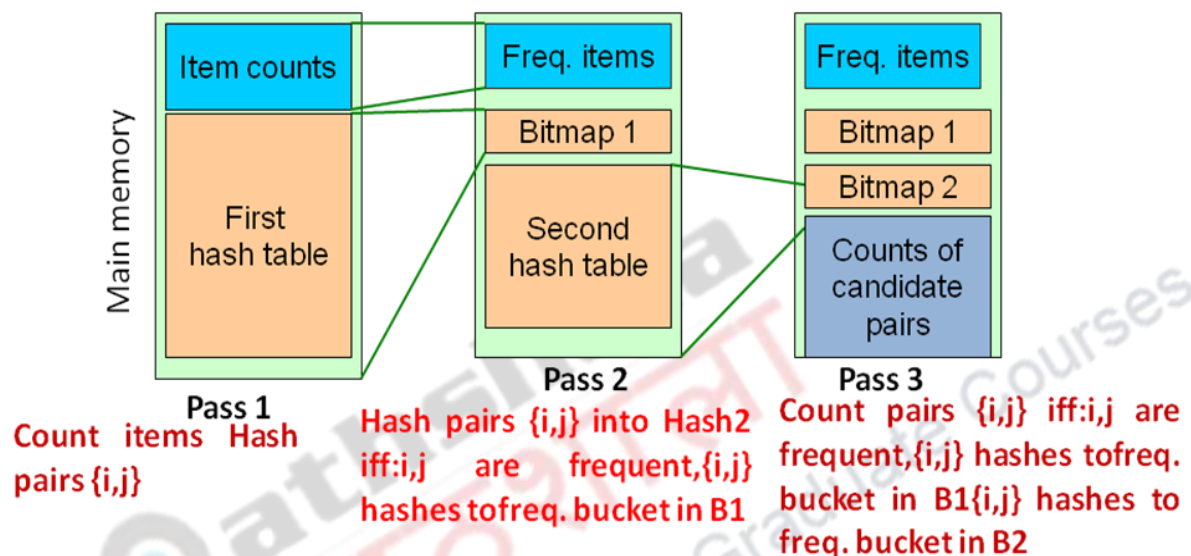 Main memory
Item counts
First
hash table
Freq. items
Bitmap 1
Second
hash table
Freq. items
Bitmap 1
Bitmap 2
Counts of
candidate
pairs
Pass 1
Count items Hash
pairs {i,j}
Pass 2
Hash pairs {i,j} into Hash2
iff:i,j are frequent,{i,j}
hashes tofreq. bucket in B1
Pass 3
Count pairs {i,j} iff:i,j are
frequent,{i,j} hashes tofreq.
bucket in B1{i,j} hashes to
freq. bucket in B2
Graduate Courses